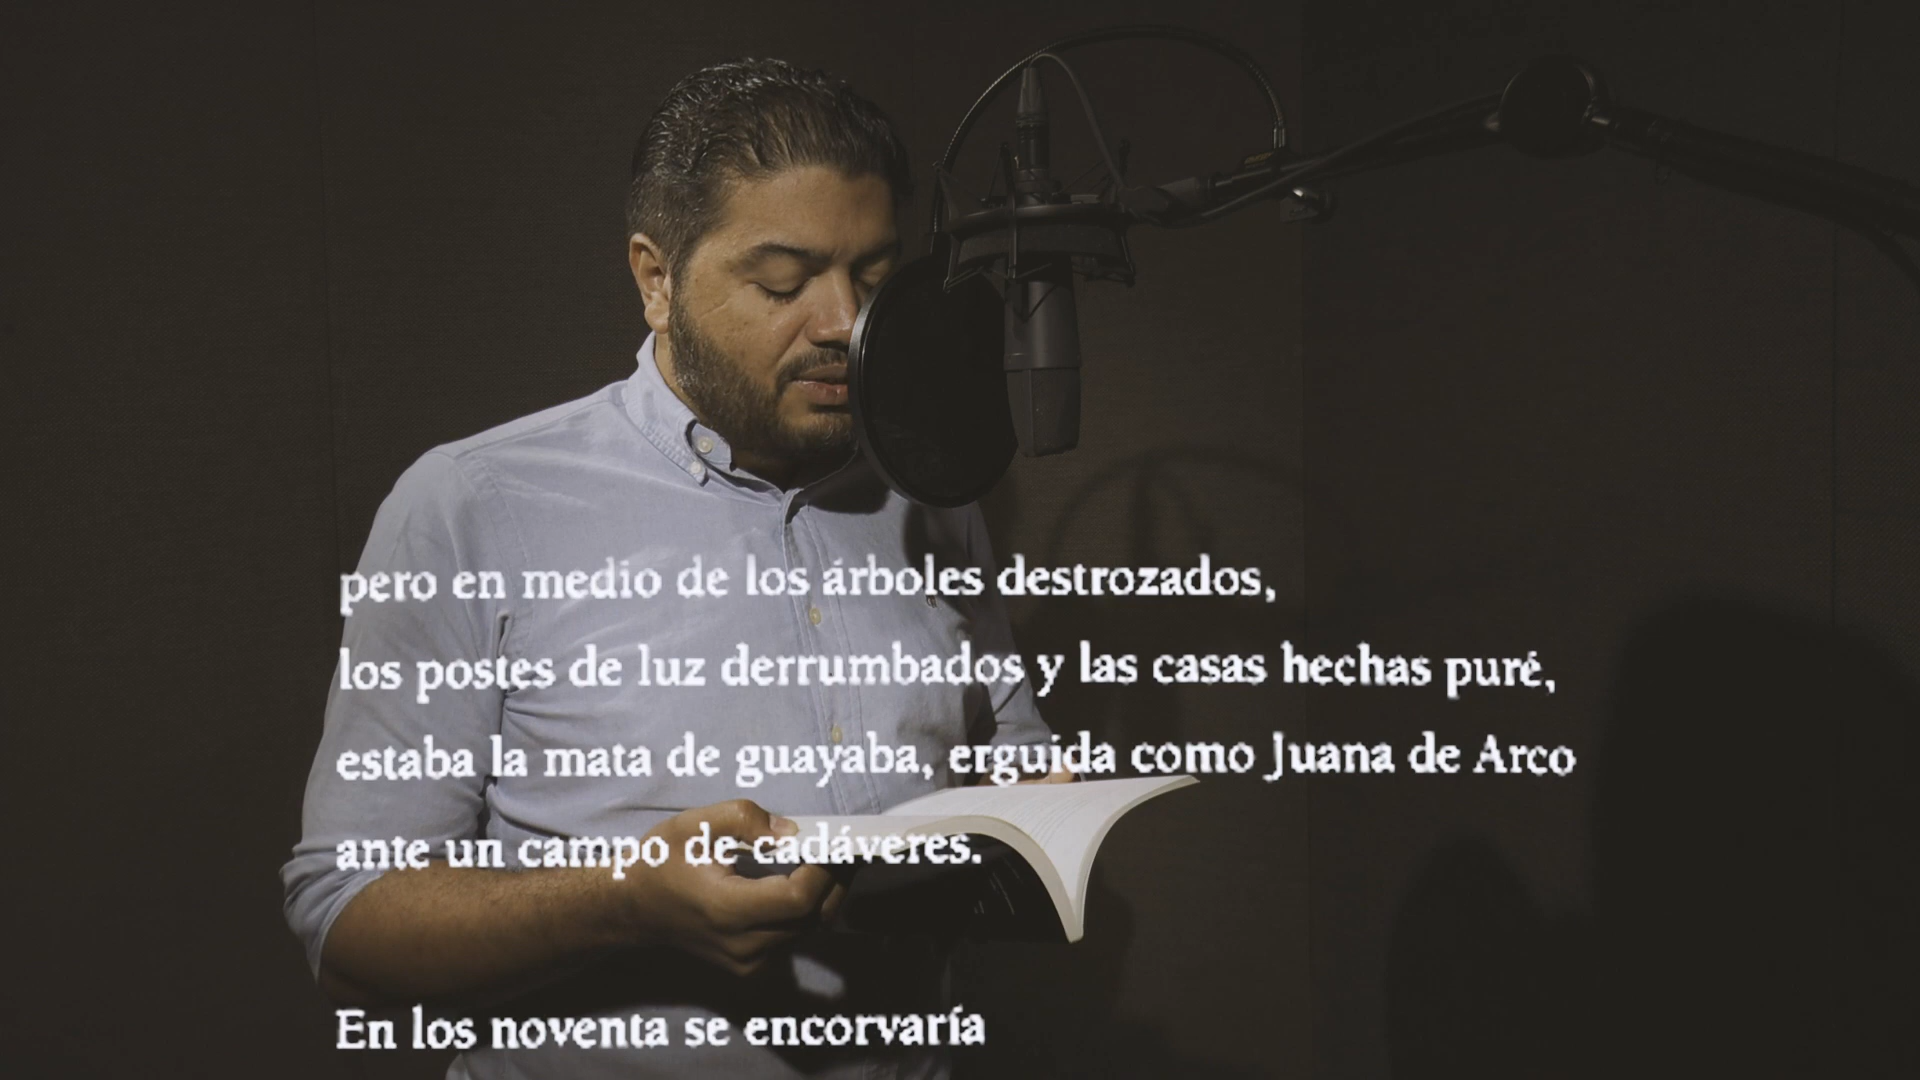 pero en medio de los árboles destrozados,
los postes de luz derrumbados y las casas hechas puré,
estaba la mata de guayaba, erguida como Juana de Arco
ante un campo de cadáveres.
En los noventa se encorvaría